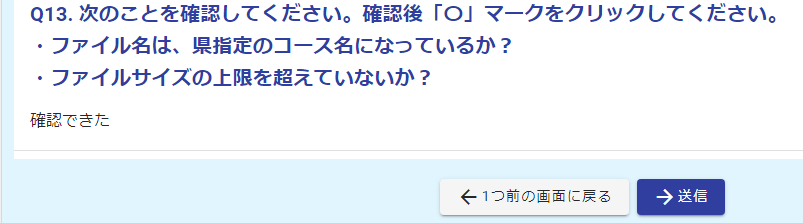 Q13. 次のことを確認してください。確認後「〇」マークをクリックしてください。
・ファイル名は、県指定のコース名になっているか？
・ファイルサイズの上限を超えていないか？
確認できた
←1つ前の画面に戻る
→送信